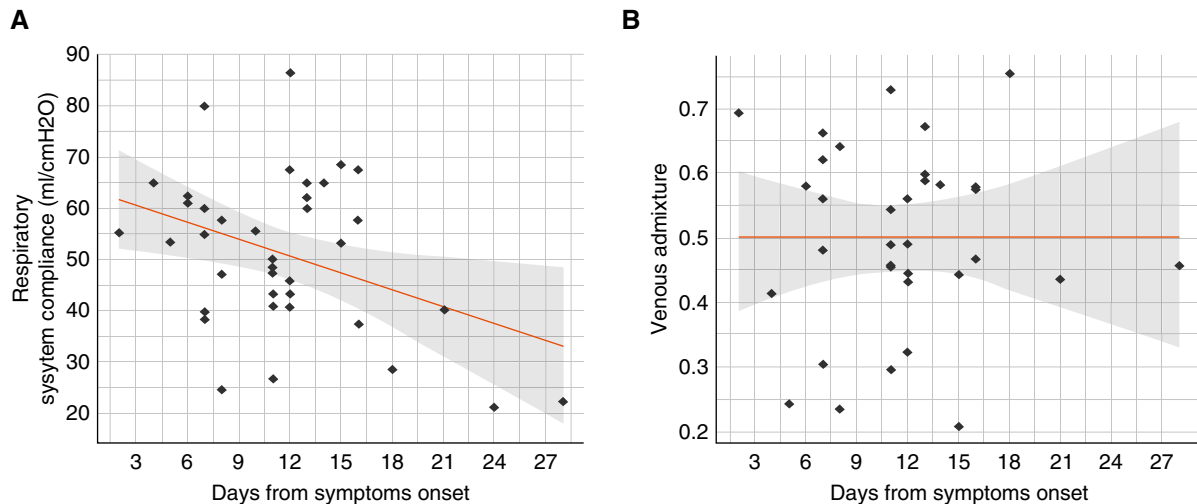 A
90
80
70
60
50
40
30
20
Respiratory
sysytem compliance (ml/cmH2O)
3 6 9 12 15 18 21 24 27
Days from symptoms onset
B
0.7
0.6
0.5
0.4
0.3
0.2
Venous admixture
3 6 9 12 15 18 21 24 27
Days from symptoms onset